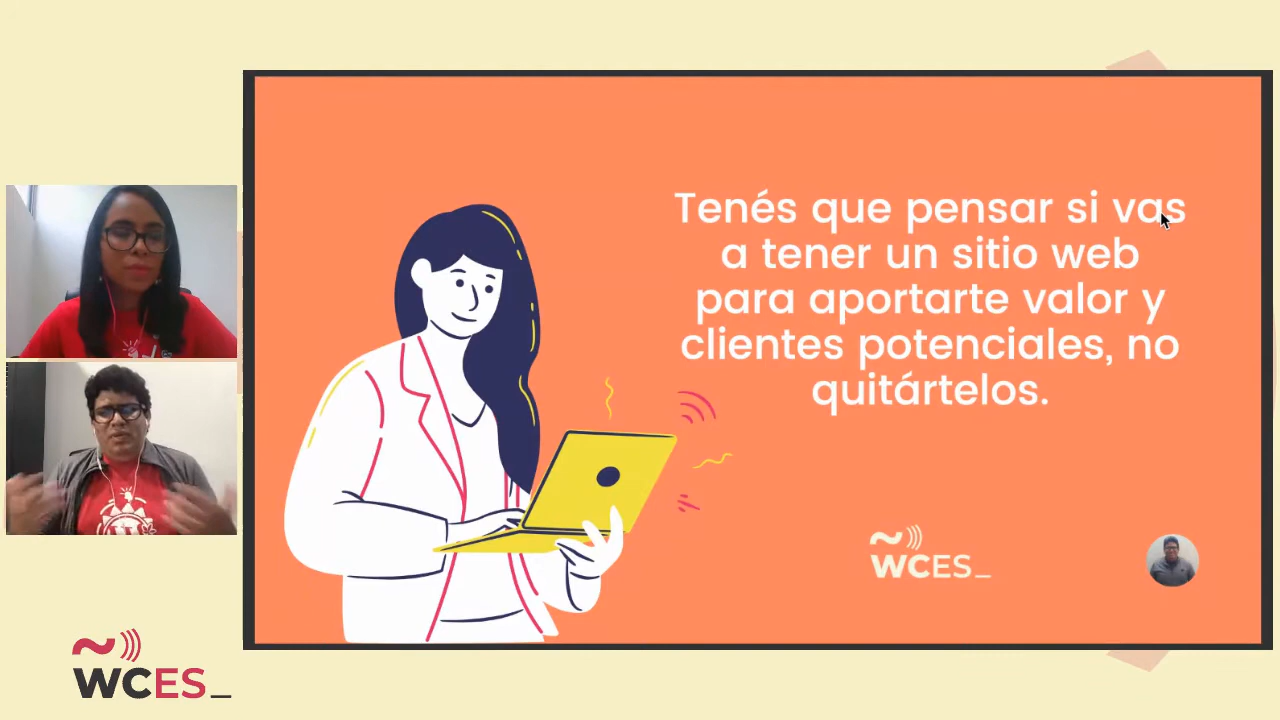 Tenés que pensar si vas
a tener un sitio web
para aportarte valor y
clientes potenciales, no
quitártelos.
WCES_
WCES_